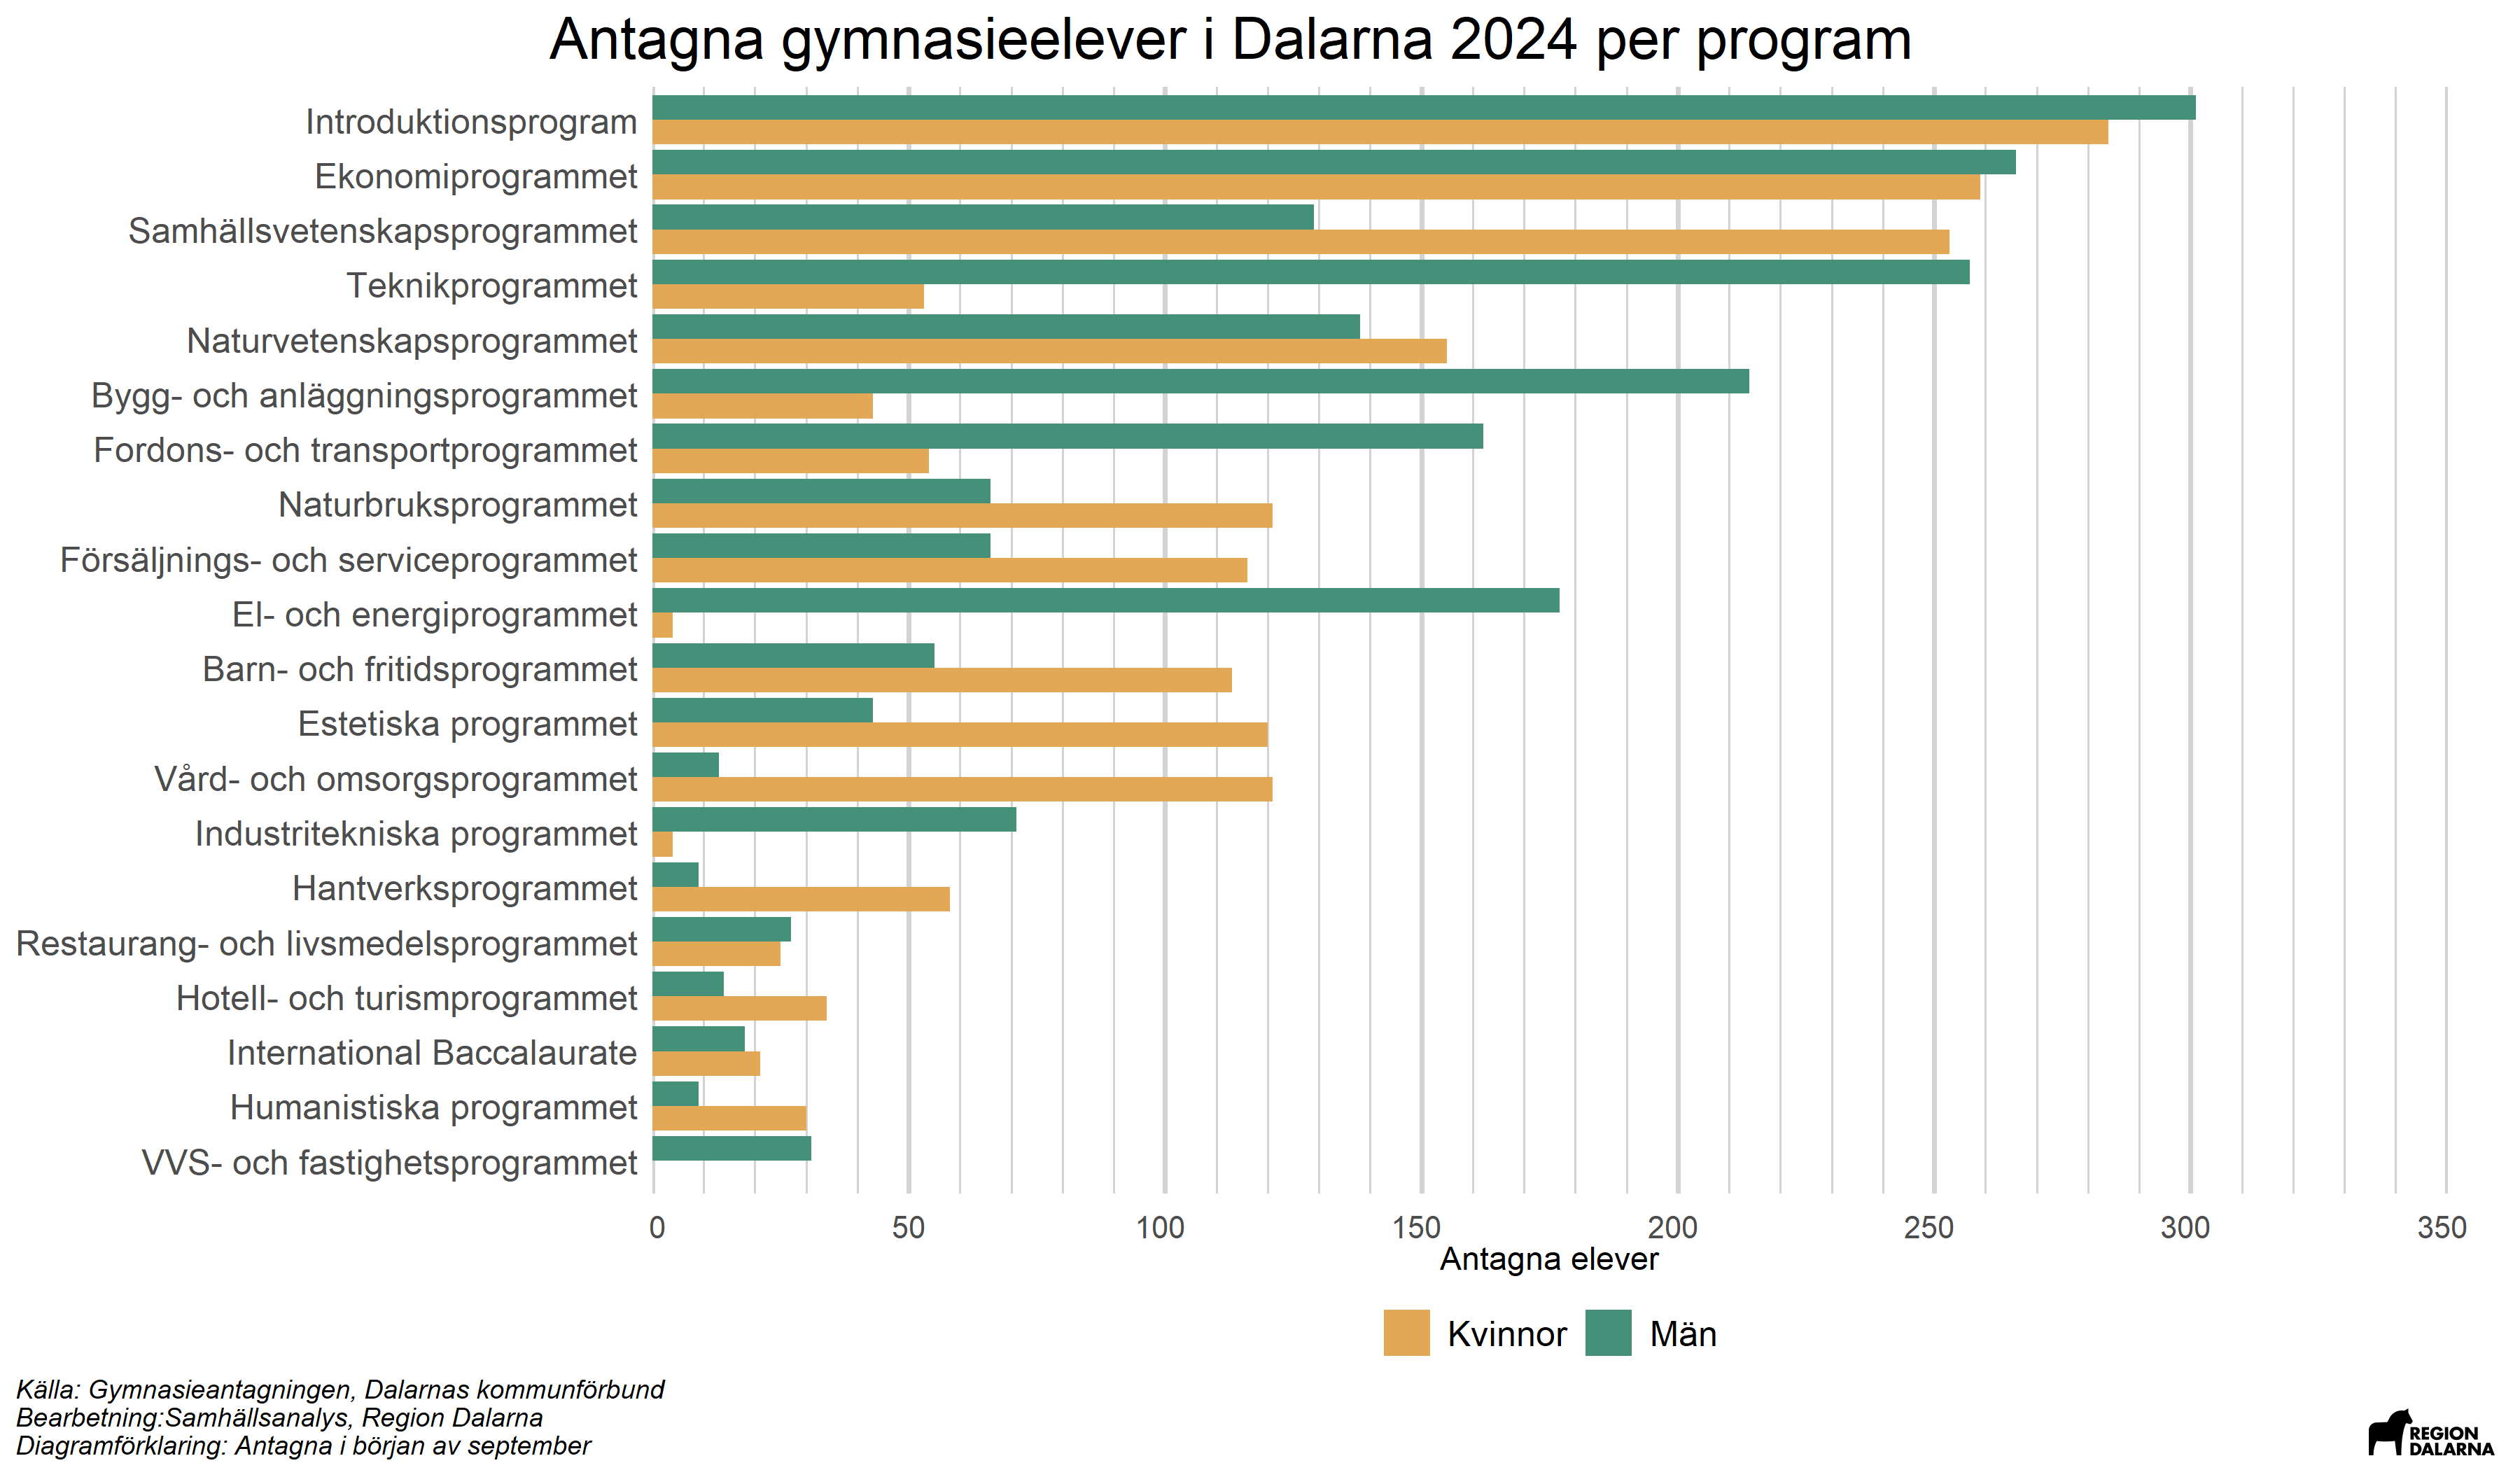 Antagna gymnasieelever i Dalarna 2024 per program
Introduktionsprogram
Ekonomiprogrammet
Samhällsvetenskapsprogrammet
Teknikprogrammet
Naturvetenskapsprogrammet
Bygg- och anläggningsprogrammet
Fordons- och transportprogrammet
Naturbruksprogrammet
Försäljnings- och serviceprogrammet
El- och energiprogrammet
Barn- och fritidsprogrammet
Estetiska programmet
Vård- och omsorgsprogrammet
Industritekniska programmet
Hantverksprogrammet
Restaurang- och livsmedelsprogrammet
Hotell- och turismprogrammet
International Baccalaurate
Humanistiska programmet
VVS- och fastighetsprogrammet
0 50 100 150 200 250 300 350
Antagna elever
Kvinnor Män
Källa: Gymnasieantagningen, Dalarnas kommunförbund
Bearbetning:Samhällsanalys, Region Dalarna
Diagramförklaring: Antagna i början av september
REGION
DALARNA